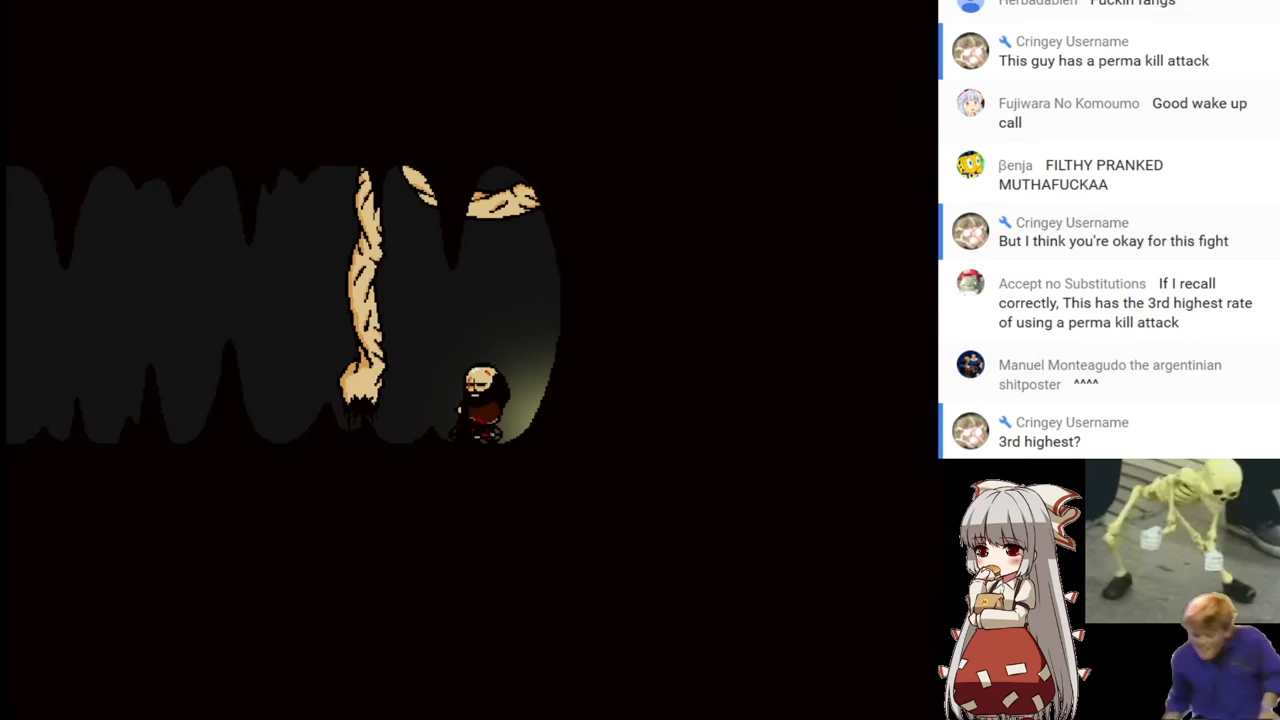 Herbadabieh Fuckin fangs
Cringey Username
This guy has a perma kill attack
Fujiwara No Komoumo Good wake up
call
βenja FILTHY PRANKED
MUTHAFUCKAA
Cringey Username
But I think you're okay for this fight
Accept no Substitutions If I recall
correctly, This has the 3rd highest rate
of using a perma kill attack
Manuel Monteagudo the argentinian
shitposter ^^^^
Cringey Username
3rd highest?